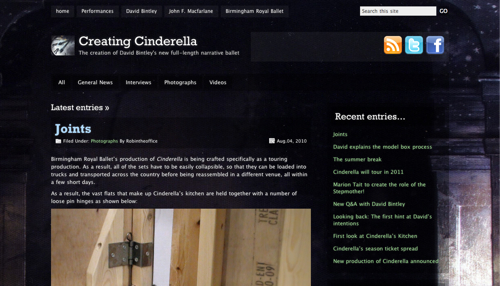 home Performances David Bintley John F. Macfarlane Birmingham Royal Ballet Search this site GO
Creating Cinderella
The creation of David Bintley's new full-length narrative ballet
All General News Interviews Photographs Videos
Latest entries »
Joints
Filed Under: Photographs By Robintheoffice Aug.04, 2010
Birmingham Royal Ballet's production of Cinderella is being crafted specifically as a touring
production. As a result, all of the sets have to be easily collapsible, so that they can be loaded into
trucks and transported across the country before being reassembled in a different venue, all within
a few short days.
As a result, the vast flats that make up Cinderella's kitchen are held together with a number of
loose pin hinges as shown below:
Recent entries...
Joints
David explains the model box process
The summer break
Cinderella will tour in 2011
Marion Tait to create the role of the
Stepmother!
New Q&A with David Bintley
Looking back: The first hint at David's
intentions
First look at Cinderella's Kitchen
Cinderella's season ticket spread
New production of Cinderella announced